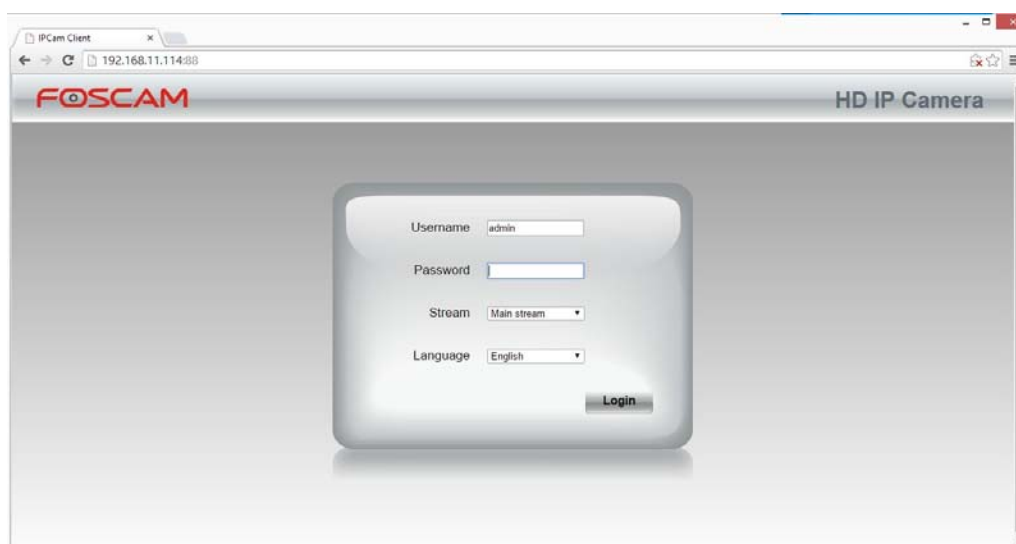 IPCam Client
192.168.11.114:88
FOSCAM
HD IP Camera
Username admin
Password
Stream Main stream
Language English
Login